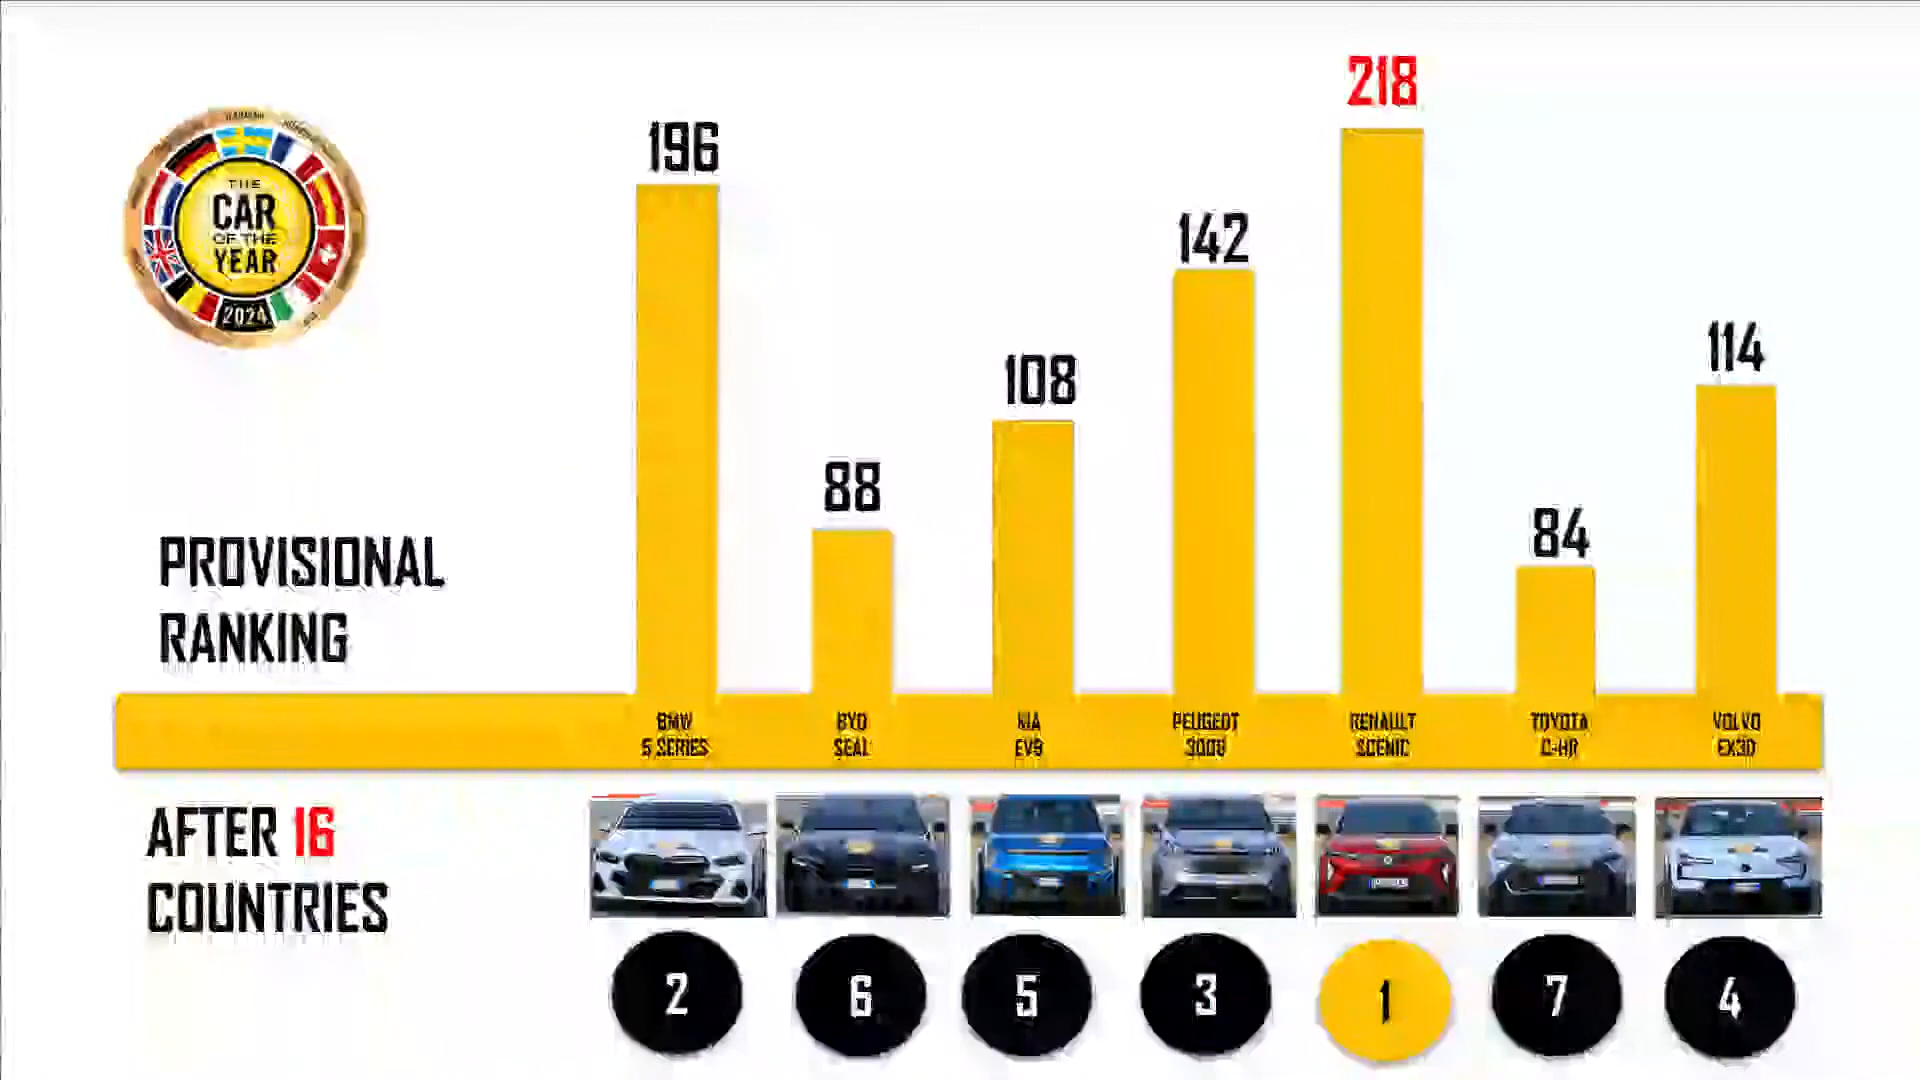 218
196
THE
CAR
OF THE
YEAR
2024
142
114
108
88
84
PROVISIONAL
RANKING
BMW
5 SERIES
BYD
SEAL
KIA
EV9
PEUGEOT
3008
RENAULT
SCENIC
TOYOTA
C-HR
VOLVO
EX30
AFTER 16
COUNTRIES
2
6
5
3
1
7
4